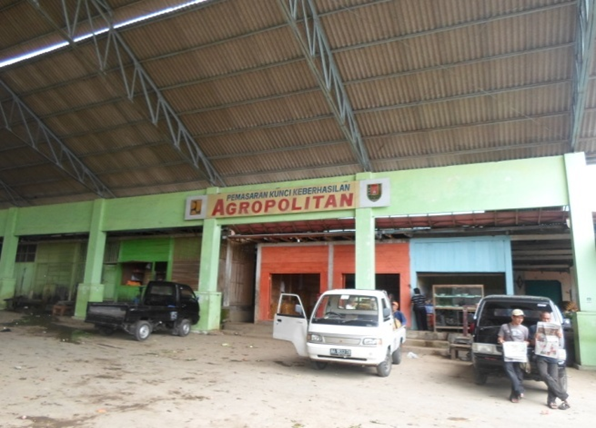 PEMASARAN KUNCI KEBERHASILAN
AGROPOLITAN